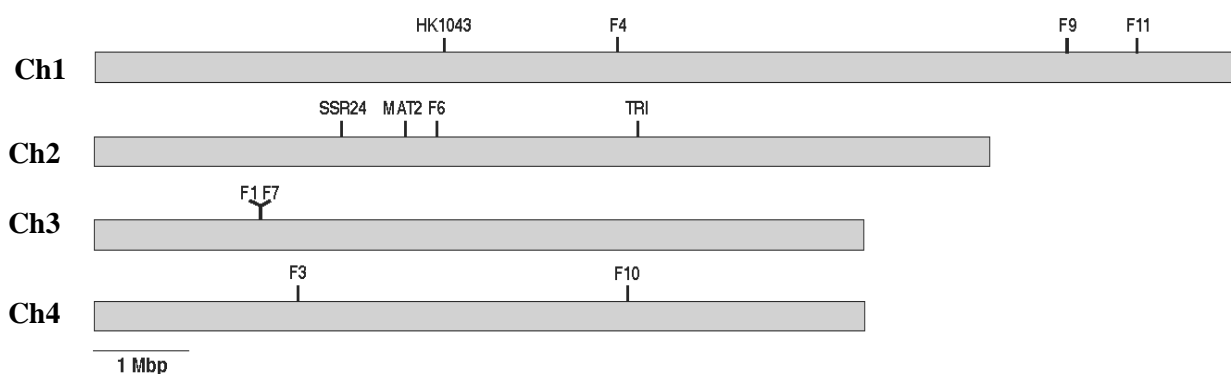 HK1043 F4 F9 F11
Ch1
SSR24 MAT2 F6 TRI
Ch2
F1 F7
Ch3
F3 F10
Ch4
1 Mbp